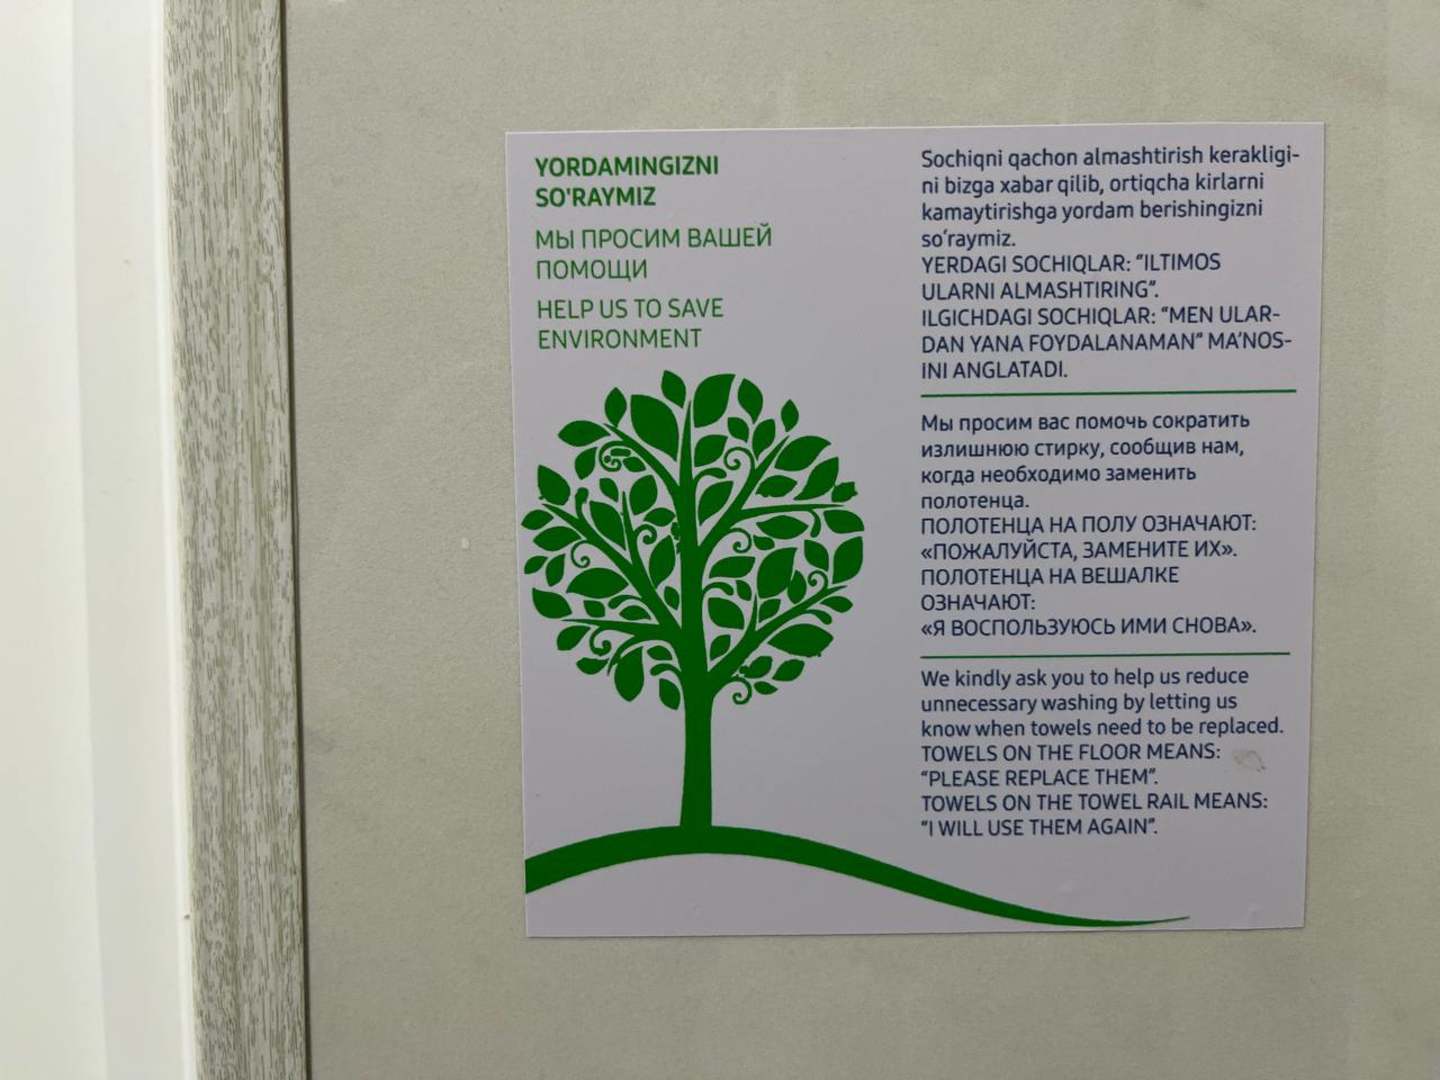 YORDAMINGIZNI
SO'RAYMIZ
МЫ ПРОСИМ ВАШЕЙ
ПОМОЩИ
HELP US TO SAVE
ENVIRONMENT
Sochiqni qachon almashtirish kerakligi-
ni bizga xabar qilib, ortiqcha kirlarni
kamaytirishga yordam berishingizni
so‘raymiz.
YERDAGI SOCHIQLAR: “ILTIMOS
ULARNI ALMASHTIRING”.
ILGICHDAGI SOCHIQLAR: “MEN ULAR-
DAN YANA FOYDALANAMAN” MA’NOS-
INI ANGLATADI.
Мы просим вас помочь сократить
излишнюю стирку, сообщив нам,
когда необходимо заменить
полотенца.
ПОЛОТЕНЦА НА ПОЛУ ОЗНАЧАЮТ:
«ПОЖАЛУЙСТА, ЗАМЕНИТЕ ИХ».
ПОЛОТЕНЦА НА ВЕШАЛКЕ
ОЗНАЧАЮТ:
«Я ВОСПОЛЬЗУЮСЬ ИМИ СНОВА».
We kindly ask you to help us reduce
unnecessary washing by letting us
know when towels need to be replaced.
TOWELS ON THE FLOOR MEANS:
“PLEASE REPLACE THEM”.
TOWELS ON THE TOWEL RAIL MEANS:
“I WILL USE THEM AGAIN”.